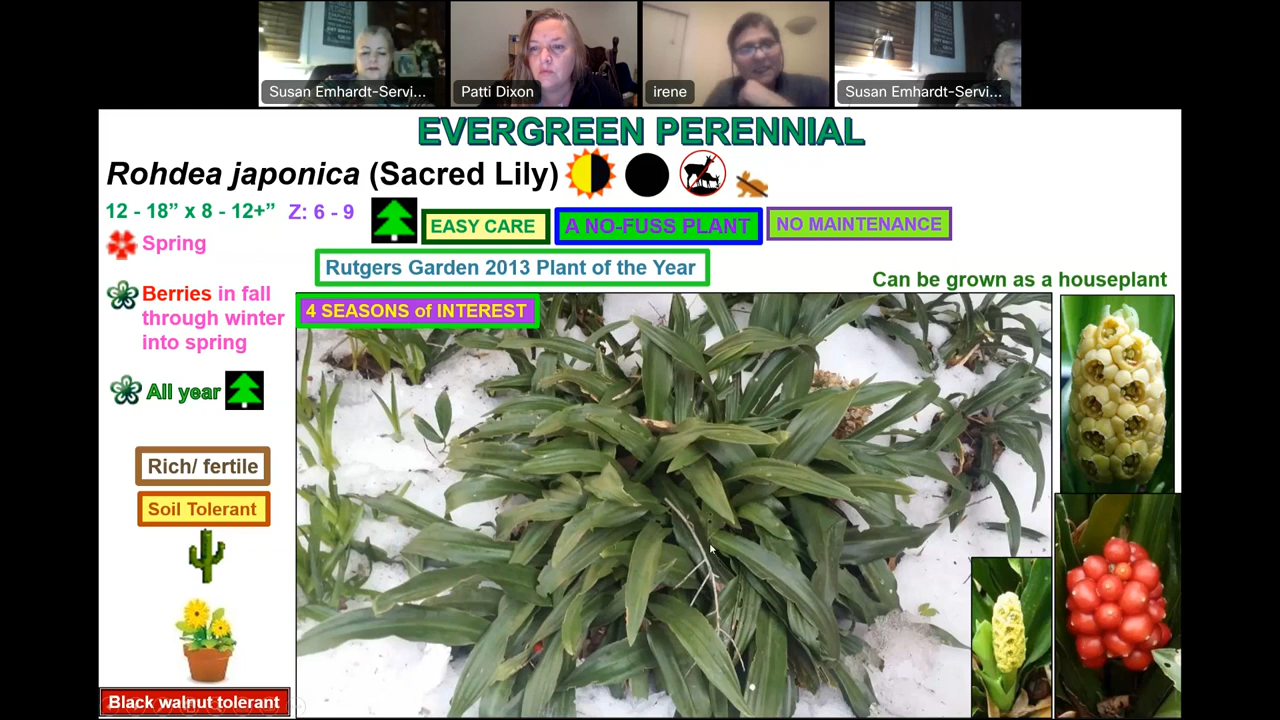 Susan Emhardt-Servi...
Patti Dixon
irene
Susan Emhardt-Servi...
EVERGREEN PERENNIAL
Rohdea japonica (Sacred Lily)
12 - 18” x 8 - 12+” Z: 6 - 9
EASY CARE
A NO-FUSS PLANT
NO MAINTENANCE
Spring
Rutgers Garden 2013 Plant of the Year
Can be grown as a houseplant
4 SEASONS of INTEREST
Berries in fall
through winter
into spring
All year
Rich/ fertile
Soil Tolerant
Black walnut tolerant